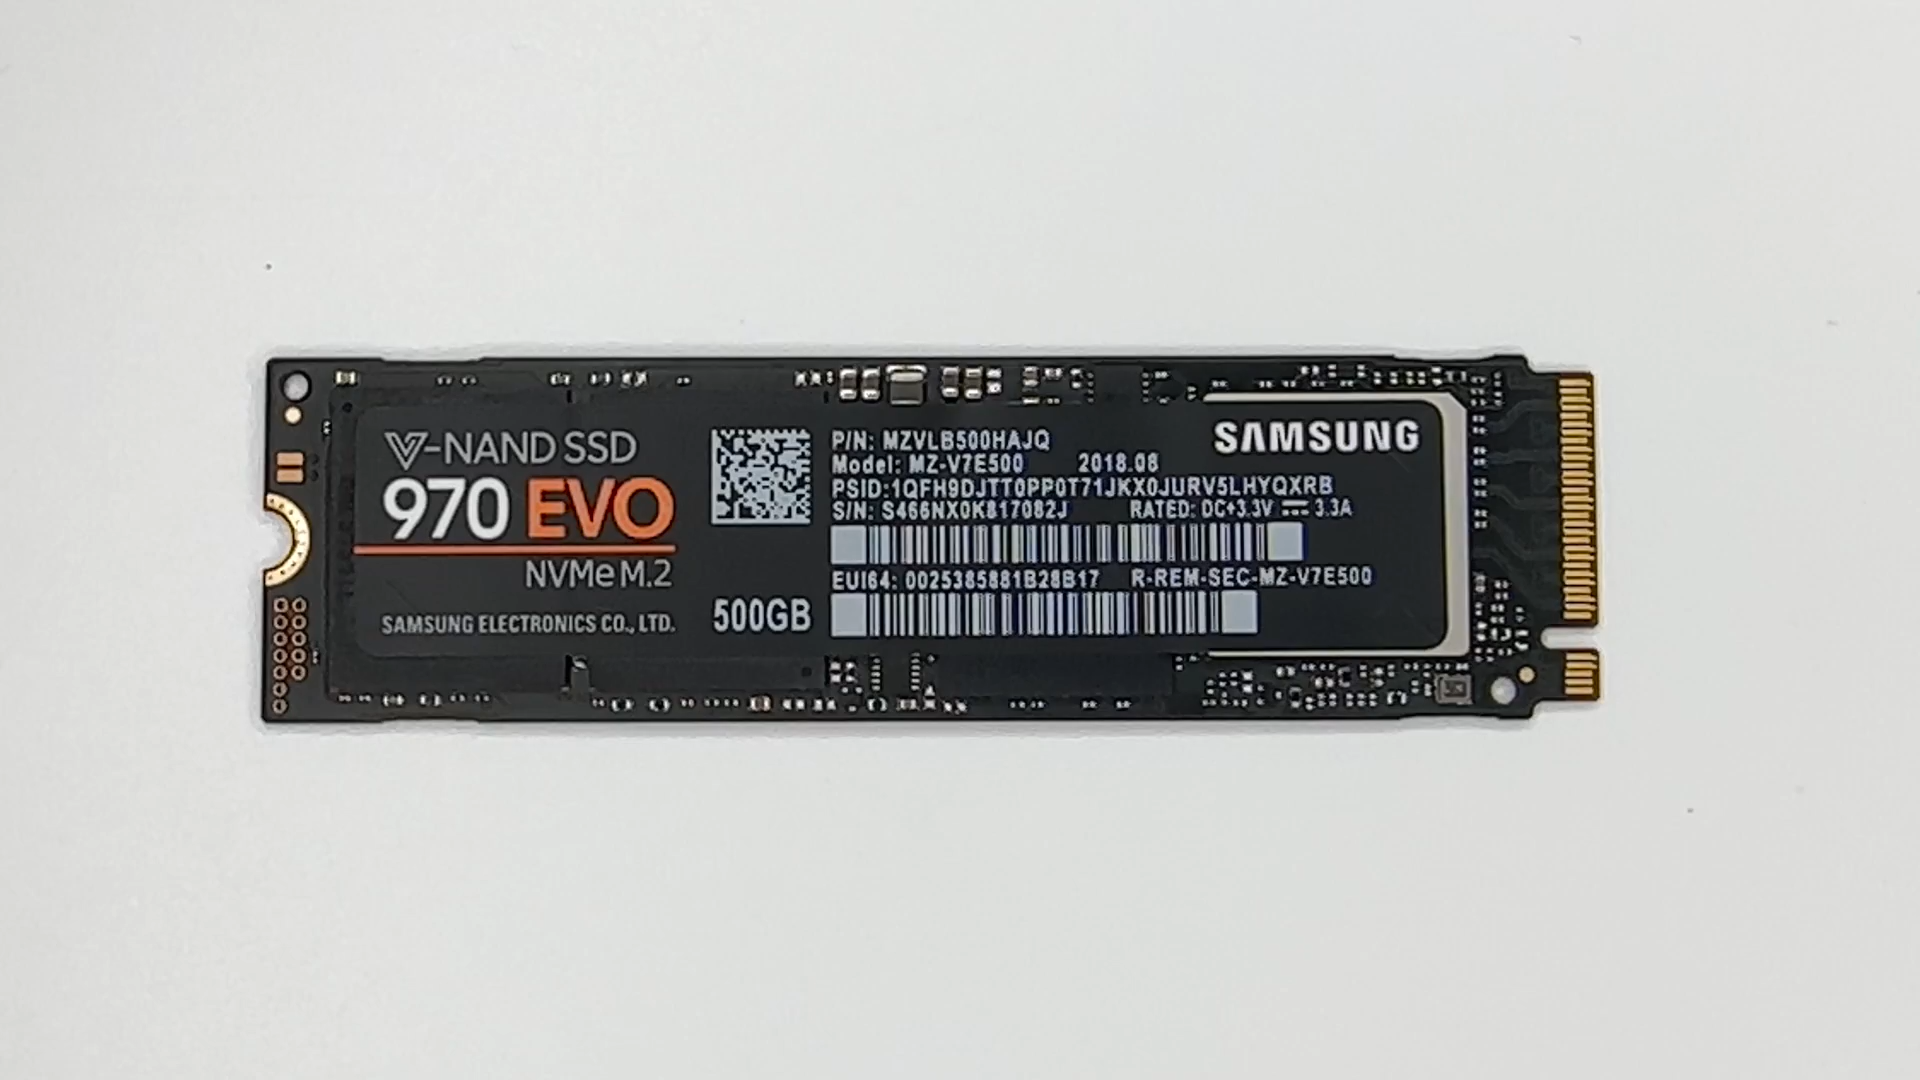 V-NAND SSD
970 EVO
NVMe M.2
SAMSUNG ELECTRONICS CO., LTD.
500GB
P/N: MZVLB500HAJQ
Model: MZ-V7E500 2018.08
PSID:1QFH9DJTT0PP0T71JKX0JURV5LHYQXRB
S/N: S466NX0K817082J RATED: DC+3.3V ⎓ 3.3A
EUI64: 0025385881B28B17 R-REM-SEC-MZ-V7E500
SAMSUNG